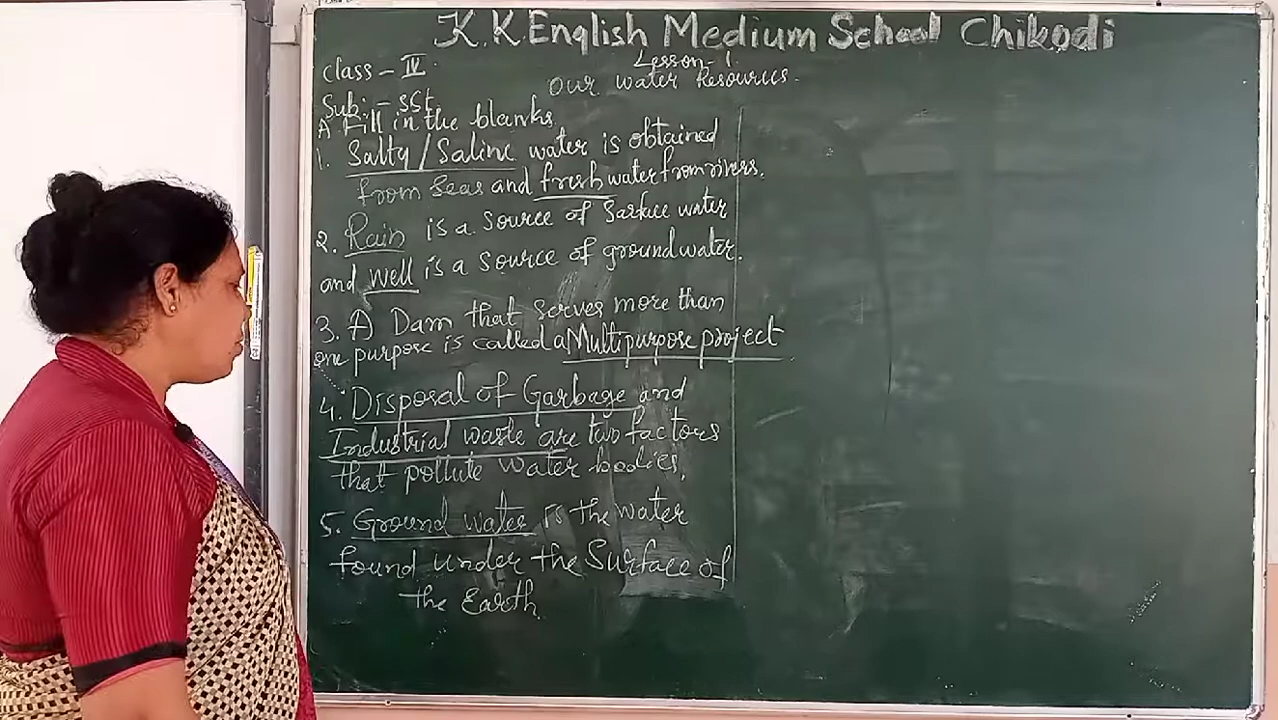 K.K.English Medium School Chikodi
Class - IV
Lesson - 1.
Our water Resources.
Sub: - SSt.
A Fill in the blanks
1. Salty/Saline water is obtained
from Seas and fresh water from rivers.
2. Rain is a source of Sarface water
and well is a source of ground water.
3. A Dam that serves more than
one purpose is called a Multipurpose project
4. Disposal of Garbage and
Industrial waste are two factors
that pollute water bodies.
5. Ground water is the water
found under the Surface of
the Earth.